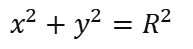 x² + y² = R²